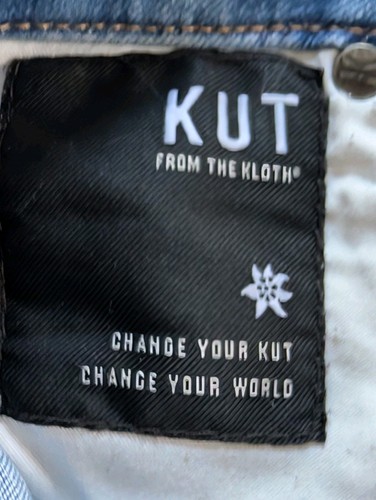 KUT
FROM THE KLOTH®
CHANGE YOUR KUT
CHANGE YOUR WORLD